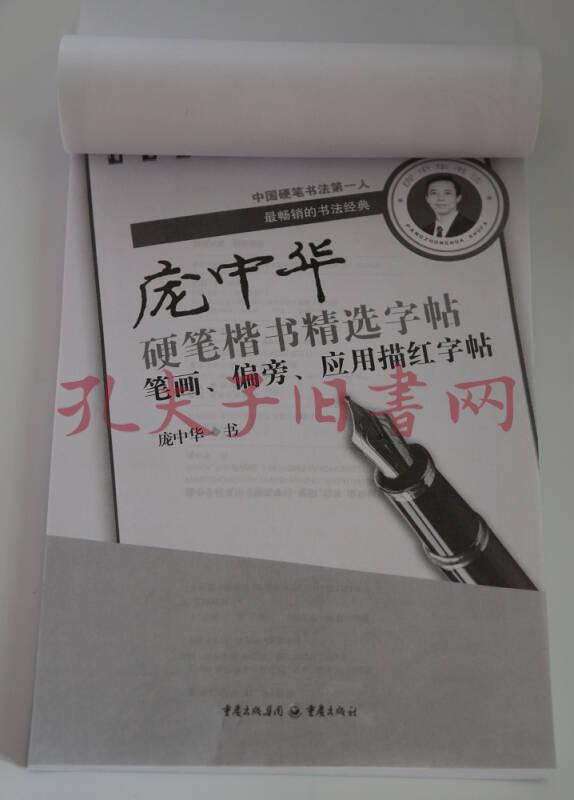 中国硬笔书法第一人
最畅销的书法经典
PANGZHONGHUA SHUFA
庞中华
硬笔楷书精选字帖
笔画、偏旁、应用描红字帖
孔夫子旧书网
庞中华 书
重庆出版集团 重庆出版社